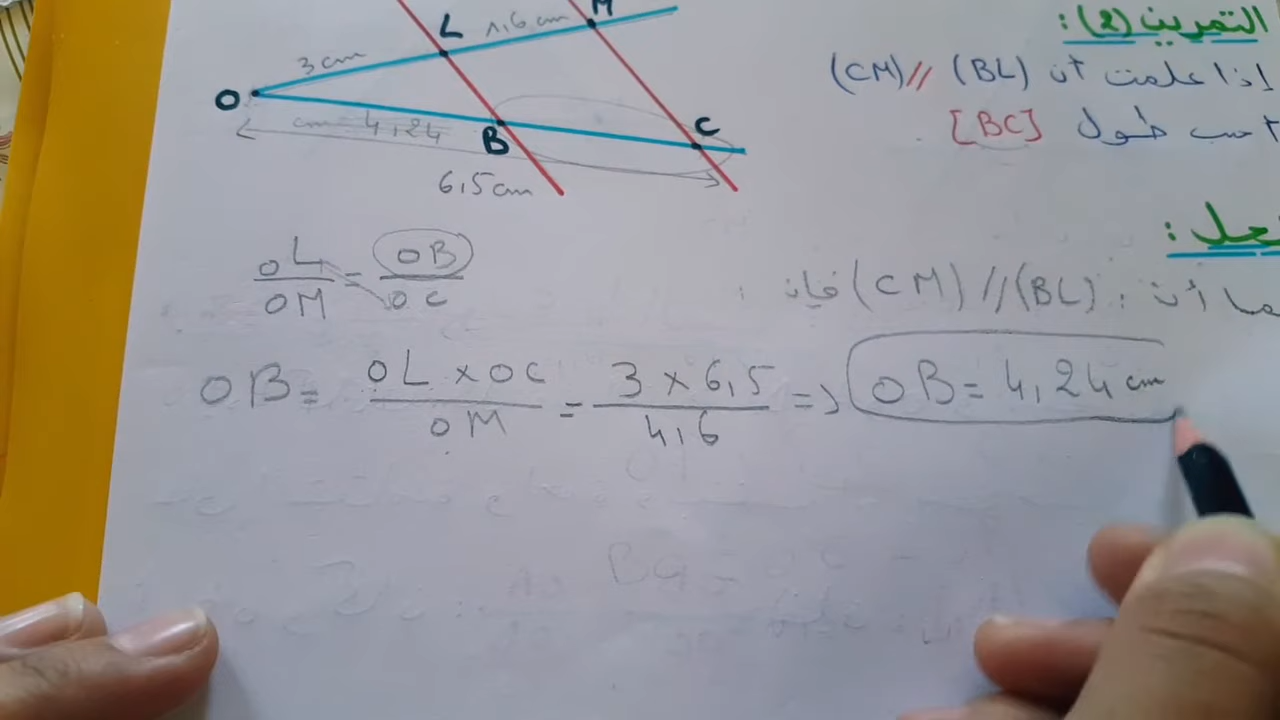 التمرين (2):
إذا علمت أن (BL) // (CM)
احسب طول [BC] .
L 1,6 cm M
3 cm
O
cm 4,24
B
C
6,5 cm
الحل :
بما أن : (BL) // (CM) فإن :
OL/OM = OB/OC
OB = OL × OC / OM = 3 × 6,5 / 4,6 => OB = 4,24 cm